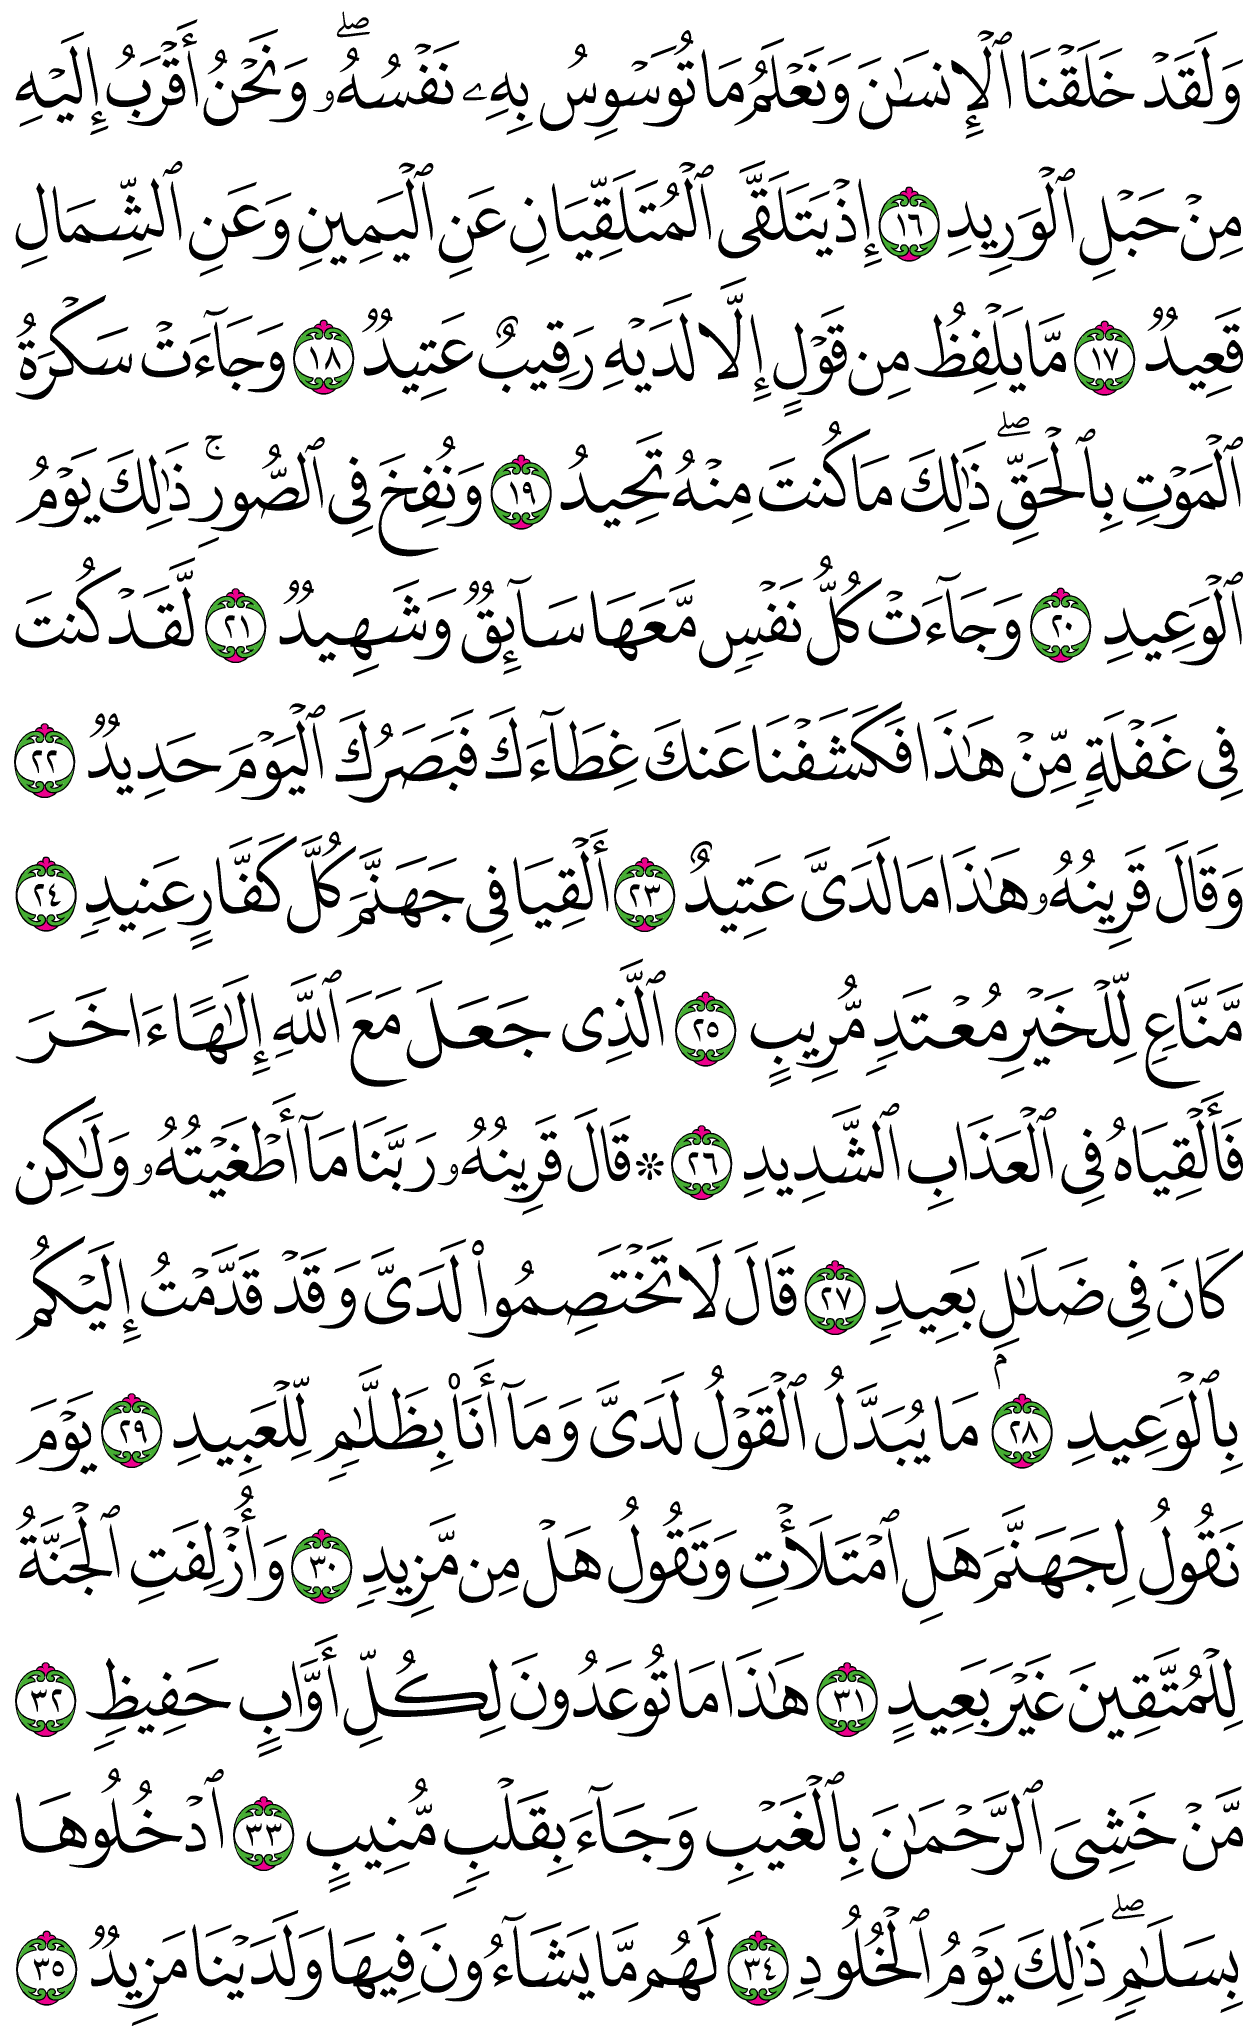 وَلَقَدۡ خَلَقۡنَا ٱلۡإِنسَٰنَ وَنَعۡلَمُ مَا تُوَسۡوِسُ بِهِۦ نَفۡسُهُۥۖ وَنَحۡنُ أَقۡرَبُ إِلَيۡهِ
مِنۡ حَبۡلِ ٱلۡوَرِيدِ ١٦ إِذۡ يَتَلَقَّى ٱلۡمُتَلَقِّيَانِ عَنِ ٱلۡيَمِينِ وَعَنِ ٱلشِّمَالِ
قَعِيدٞ ١٧ مَّا يَلۡفِظُ مِن قَوۡلٍ إِلَّا لَدَيۡهِ رَقِيبٌ عَتِيدٞ ١٨ وَجَآءَتۡ سَكۡرَةُ
ٱلۡمَوۡتِ بِٱلۡحَقِّۖ ذَٰلِكَ مَا كُنتَ مِنۡهُ تَحِيدُ ١٩ وَنُفِخَ فِي ٱلصُّورِۚ ذَٰلِكَ يَوۡمُ
ٱلۡوَعِيدِ ٢٠ وَجَآءَتۡ كُلُّ نَفۡسٖ مَّعَهَا سَآئِقٞ وَشَهِيدٞ ٢١ لَّقَدۡ كُنتَ
فِي غَفۡلَةٖ مِّنۡ هَٰذَا فَكَشَفۡنَا عَنكَ غِطَآءَكَ فَبَصَرُكَ ٱلۡيَوۡمَ حَدِيدٞ ٢٢
وَقَالَ قَرِينُهُۥ هَٰذَا مَا لَدَيَّ عَتِيدٌ ٢٣ أَلۡقِيَا فِي جَهَنَّمَ كُلَّ كَفَّارٍ عَنِيدٖ ٢٤
مَّنَّاعٖ لِّلۡخَيۡرِ مُعۡتَدٖ مُّرِيبٍ ٢٥ ٱلَّذِي جَعَلَ مَعَ ٱللَّهِ إِلَٰهًا ءَاخَرَ
فَأَلۡقِيَاهُ فِي ٱلۡعَذَابِ ٱلشَّدِيدِ ٢٦ ۞ قَالَ قَرِينُهُۥ رَبَّنَا مَآ أَطۡغَيۡتُهُۥ وَلَٰكِن
كَانَ فِي ضَلَٰلِۭ بَعِيدٖ ٢٧ قَالَ لَا تَخۡتَصِمُواْ لَدَيَّ وَقَدۡ قَدَّمۡتُ إِلَيۡكُم
بِٱلۡوَعِيدِ ٢٨ مَا يُبَدَّلُ ٱلۡقَوۡلُ لَدَيَّ وَمَآ أَنَا۠ بِظَلَّٰمٖ لِّلۡعَبِيدِ ٢٩ يَوۡمَ
نَقُولُ لِجَهَنَّمَ هَلِ ٱمۡتَلَأۡتِ وَتَقُولُ هَلۡ مِن مَّزِيدٖ ٣٠ وَأُزۡلِفَتِ ٱلۡجَنَّةُ
لِلۡمُتَّقِينَ غَيۡرَ بَعِيدٍ ٣١ هَٰذَا مَا تُوعَدُونَ لِكُلِّ أَوَّابٍ حَفِيظٖ ٣٢
مَّنۡ خَشِيَ ٱلرَّحۡمَٰنَ بِٱلۡغَيۡبِ وَجَآءَ بِقَلۡبٖ مُّنِيبٍ ٣٣ ٱدۡخُلُوهَا
بِسَلَٰمٖۖ ذَٰلِكَ يَوۡمُ ٱلۡخُلُودِ ٣٤ لَهُم مَّا يَشَآءُونَ فِيهَا وَلَدَيۡنَا مَزِيدٞ ٣٥